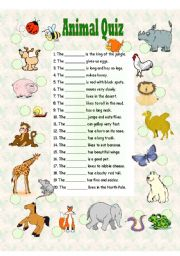 Animal Quiz
1. The ________ is the king of the jungle.
2. The ________ gives us eggs.
3. The ________ is long and has no legs.
4. The ________ makes honey.
5. The ________ is red with black spots.
6. The ________ moves very slowly.
7. The ________ lives in the desert.
8. The ________ likes to roll in the mud.
9. The ________ has a long neck.
10. The ________ likes climbing trees.
11. The ________ can gallop very fast.
12. The ________ has a horn on its nose.
13. The ________ has a long trunk.
14. The ________ likes to eat bananas.
15. The ________ has beautiful wings.
16. The ________ is a good pet.
17. The ________ likes to nibble cheese.
18. The ________ has a bushy red tail.
19. The ________ has fins and scales.
20. The ________ lives in the North Pole.